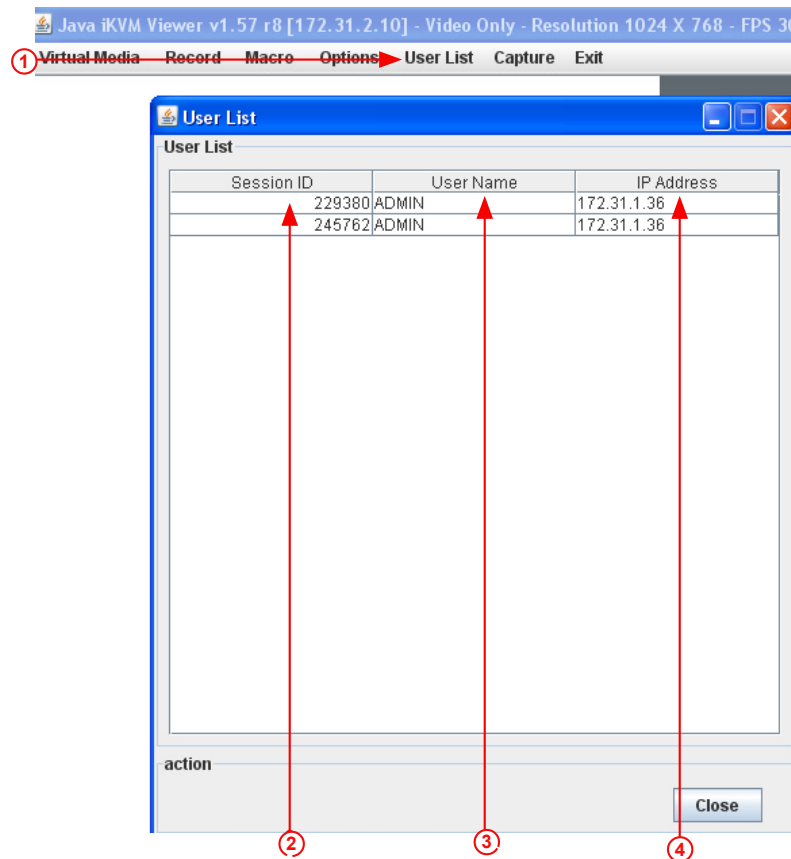 Java iKVM Viewer v1.57 r8 [172.31.2.10] - Video Only - Resolution 1024 X 768 - FPS 30
1 Virtual Media Record Macro Options User List Capture Exit
User List
User List
Session ID User Name IP Address
229380 ADMIN 172.31.1.36
245762 ADMIN 172.31.1.36
action
Close
2 3 4